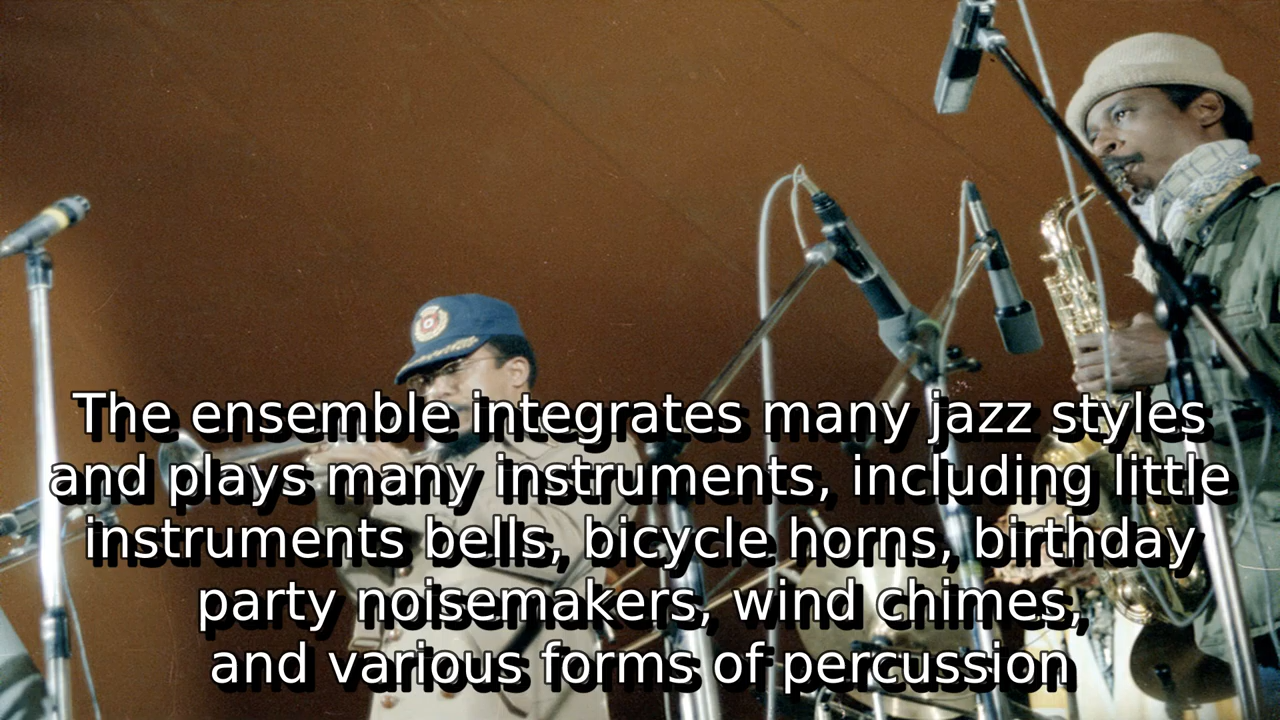 The ensemble integrates many jazz styles
and plays many instruments, including little
instruments bells, bicycle horns, birthday
party noisemakers, wind chimes,
and various forms of percussion